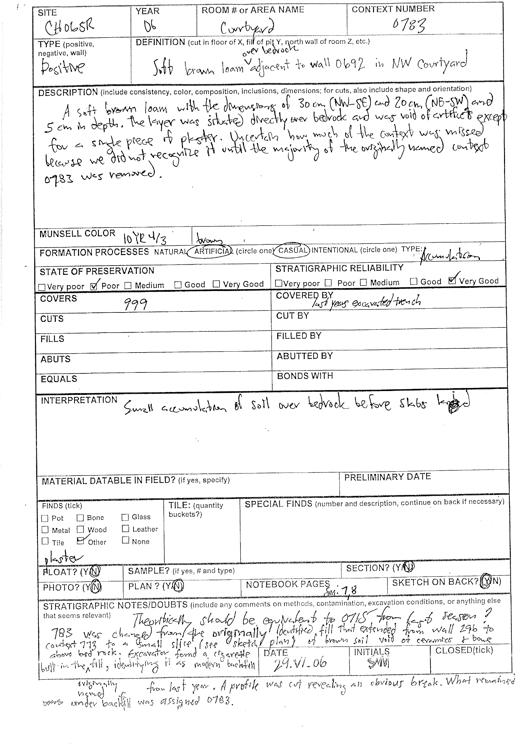 SITE YEAR ROOM # or AREA NAME CONTEXT NUMBER
CH06SR 06 Courtyard 0783
TYPE (positive, negative, wall) DEFINITION (cut in floor of X, fill of pit Y, north wall of room Z, etc.)
over bedrock
Positive Soft brown loam adjacent to wall 0692 in NW Courtyard
DESCRIPTION (include consistency, color, composition, inclusions, dimensions; for cuts, also include shape and orientation)
A soft brown loam with the dimensions of 30 cm (NW-SE) and 20cm (NE-SW) and
5 cm in depth. The layer was situated directly over bedrock and was void of artifacts except
for a single piece of plaster. Uncertain how much of the context was missed
because we did not recognize it until the majority of the originally named context
0783 was removed.
MUNSELL COLOR 10YR 4/3 brown
FORMATION PROCESSES NATURAL ARTIFICIAL (circle one) CASUAL INTENTIONAL (circle one) TYPE: Accumulation
STATE OF PRESERVATION STRATIGRAPHIC RELIABILITY
Very poor Poor Medium Good Very Good Very poor Poor Medium Good Very Good
COVERS 999 COVERED BY last years excavated trench
CUTS CUT BY
FILLS FILLED BY
ABUTS ABUTTED BY
EQUALS BONDS WITH
INTERPRETATION Small accumulation of soil over bedrock before slabs
MATERIAL DATABLE IN FIELD? (if yes, specify) PRELIMINARY DATE
FINDS (tick) TILE: (quantity buckets?) SPECIAL FINDS (number and description, continue on back if necessary)
Pot Bone Glass
Metal Wood Leather
Tile Other None
plaster
FLOAT? (Y/N) SAMPLE? (if yes, # and type) SECTION? (Y/N)
PHOTO? (Y/N) PLAN? (Y/N) NOTEBOOK PAGES 7,8 SKETCH ON BACK? (Y/N)
STRATIGRAPHIC NOTES/DOUBTS (include any comments on methods, contamination, excavation conditions, or anything else
that seems relevant) Theoretically should be equivalent to 0715 from last season?
783 was changed from the originally identified fill that extended from wall 296 to
context 773 to a small slice (see sketch plan) of brown soil void of ceramics + bone
above bedrock. Excavator found a cigarette
butt in the fill, identifying it as modern backfill
DATE 29.VI.06 INITIALS SNM CLOSED(tick)
originally
from last year. A profile was cut revealing an obvious break. What remained
under backfill was assigned 0783.